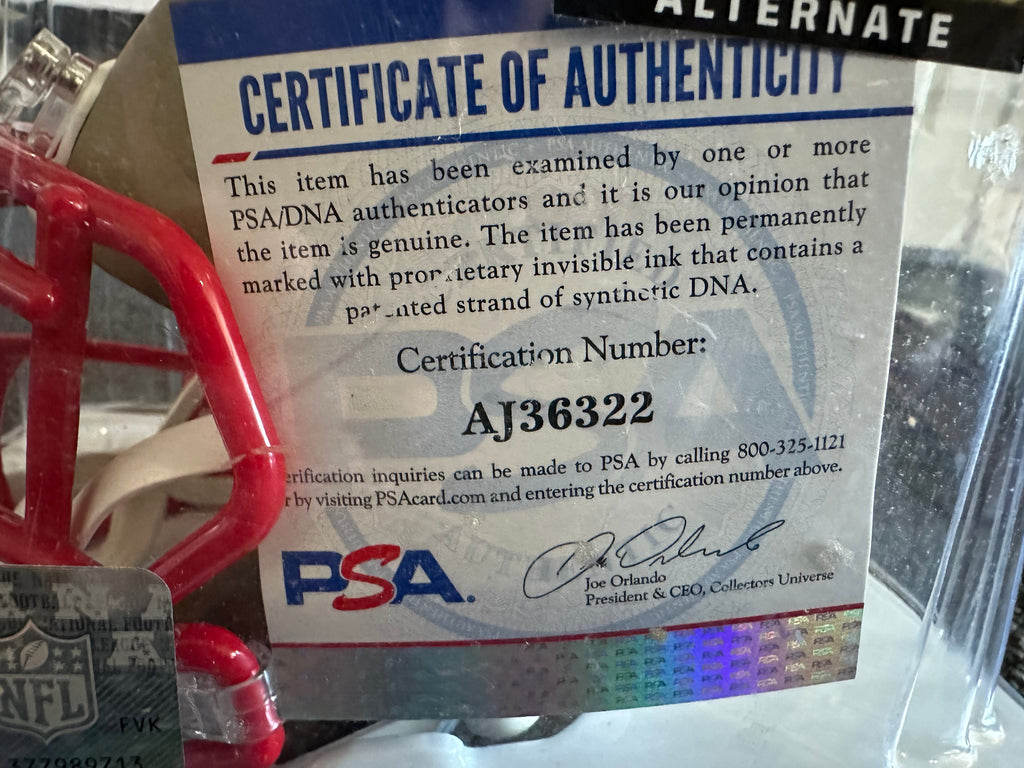 ALTERNATE
CERTIFICATE OF AUTHENTICITY
This item has been examined by one or more
PSA/DNA authenticators and it is our opinion that
the item is genuine. The item has been permanently
marked with proprietary invisible ink that contains a
patented strand of synthetic DNA.
Certification Number:
AJ36322
erification inquiries can be made to PSA by calling 800-325-1121
r by visiting PSAcard.com and entering the certification number above.
PSA.
Joe Orlando
President & CEO, Collectors Universe
NFL
FVK
377989713